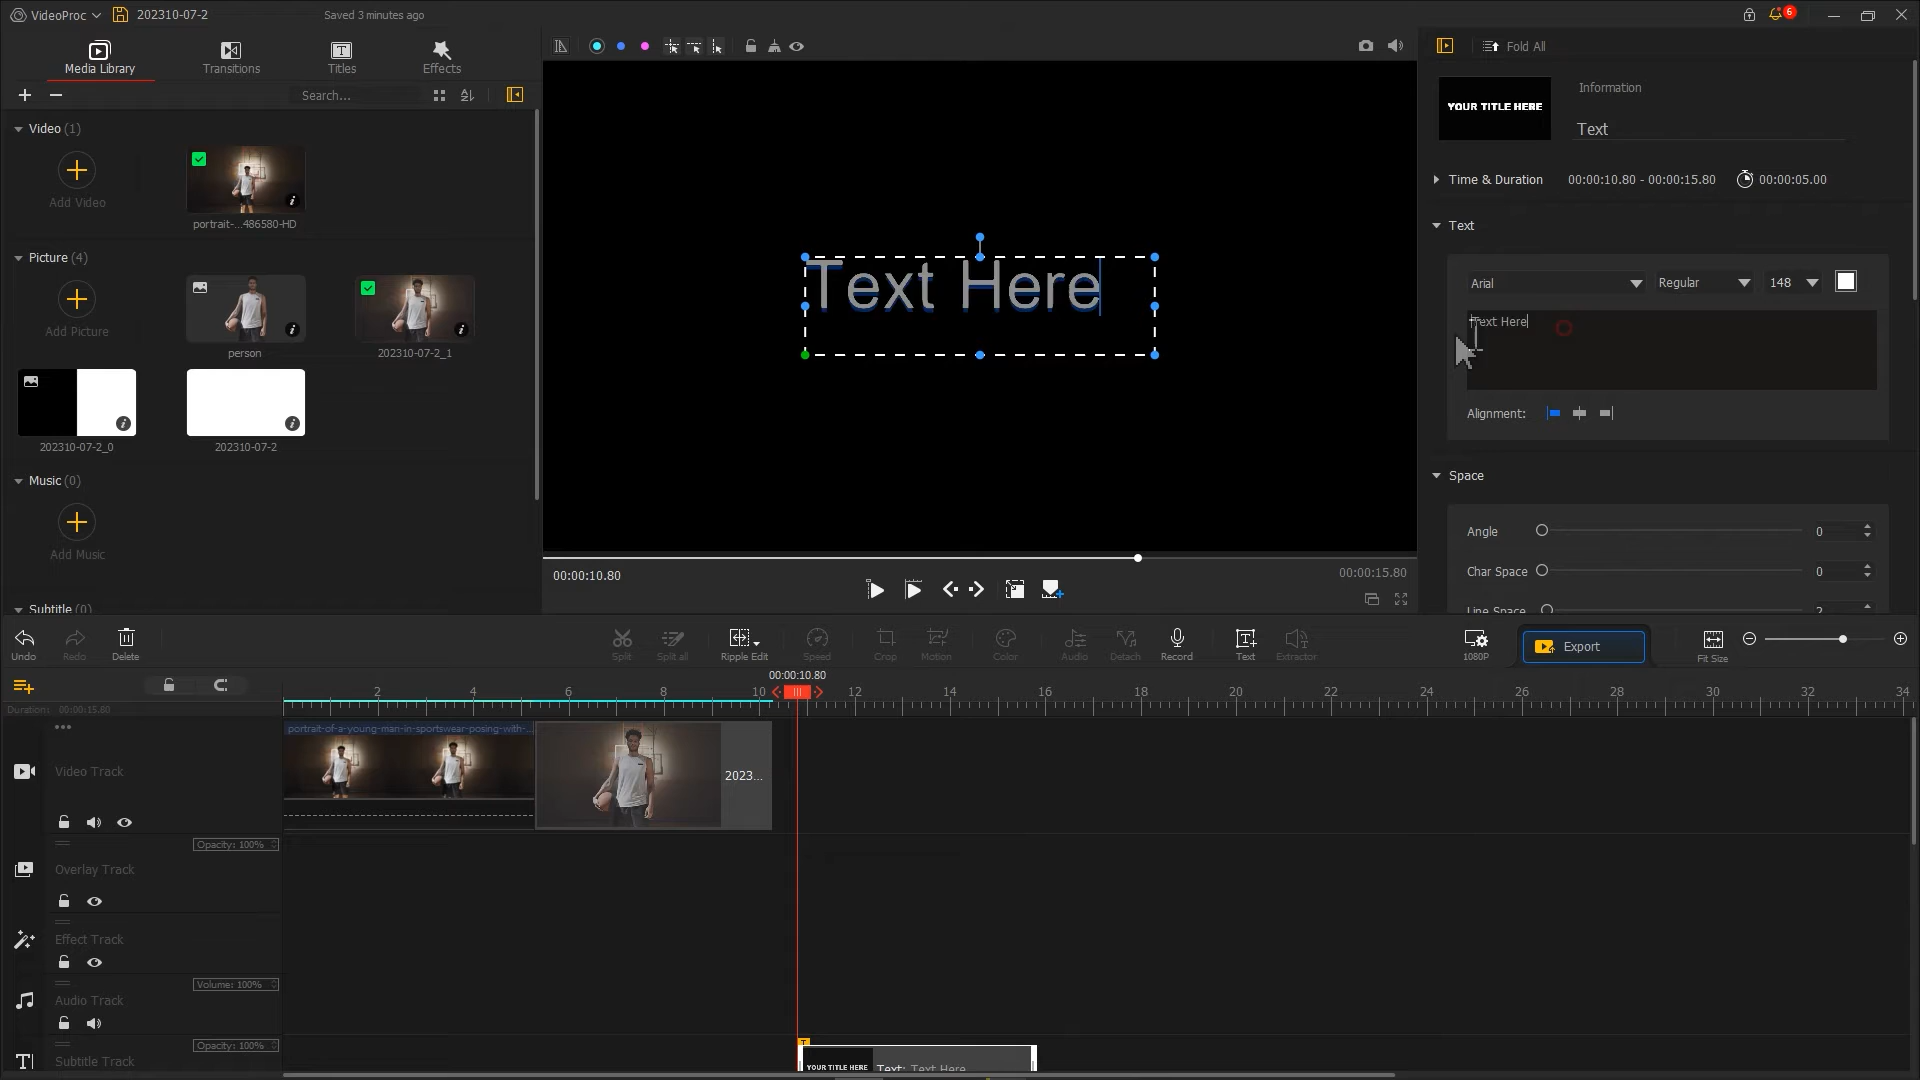 VideoProc
202310-07-2
Saved 3 minutes ago
6
Media Library
Transitions
Titles
Effects
Search...
Video (1)
Add Video
portrait-...486580-HD
Picture (4)
Add Picture
person
202310-07-2_1
202310-07-2_0
202310-07-2
Music (0)
Add Music
Subtitle (0)
Text Here
00:00:10.80
00:00:15.80
Fold All
YOUR TITLE HERE
Information
Text
Time & Duration
00:00:10.80 - 00:00:15.80
00:00:05.00
Text
Arial
Regular
148
Text Here
Alignment:
Space
Angle
0
Char Space
0
Line Space
2
Undo
Redo
Delete
Split
Split all
Ripple Edit
Speed
Crop
Motion
Color
Audio
Detach
Record
Text
Extractor
1080P
Export
Fit Size
00:00:10.80
2 4 6 8 10 12 14 16 18 20 22 24 26 28 30 32 34
Duration: 00:00:15.80
portrait-of-a-young-man-in-sportswear-posing-with-...
2023...
Video Track
Opacity: 100%
Overlay Track
Effect Track
Volume: 100%
Audio Track
Opacity: 100%
Subtitle Track
YOUR TITLE HERE
Text: Text Here